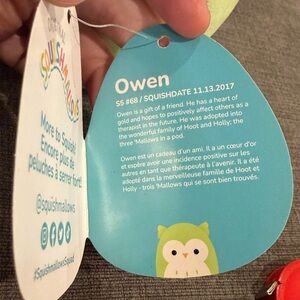 SQUISHMALLOWS
More to Squish!
Encore plus de
peluches à serrer fort!
@squishmallows
#SquishmallowsSquad
Owen
SS #68 / SQUISHDATE 11.13.2017
Owen is a gift of a friend. He has a heart of
gold and hopes to positively affect others as a
therapist in the future. He was adopted into
the wonderful family of Hoot and Holly; the
three 'Mallows in a pod.
Owen est un cadeau d'ami. Il a un cœur d'or
et espère avoir une incidence positive sur les
autres en tant que thérapeute à l'avenir. Il a été
adopté dans la merveilleuse famille de Hoot et
Holly - trois 'Mallows qui se sont bien trouvés.